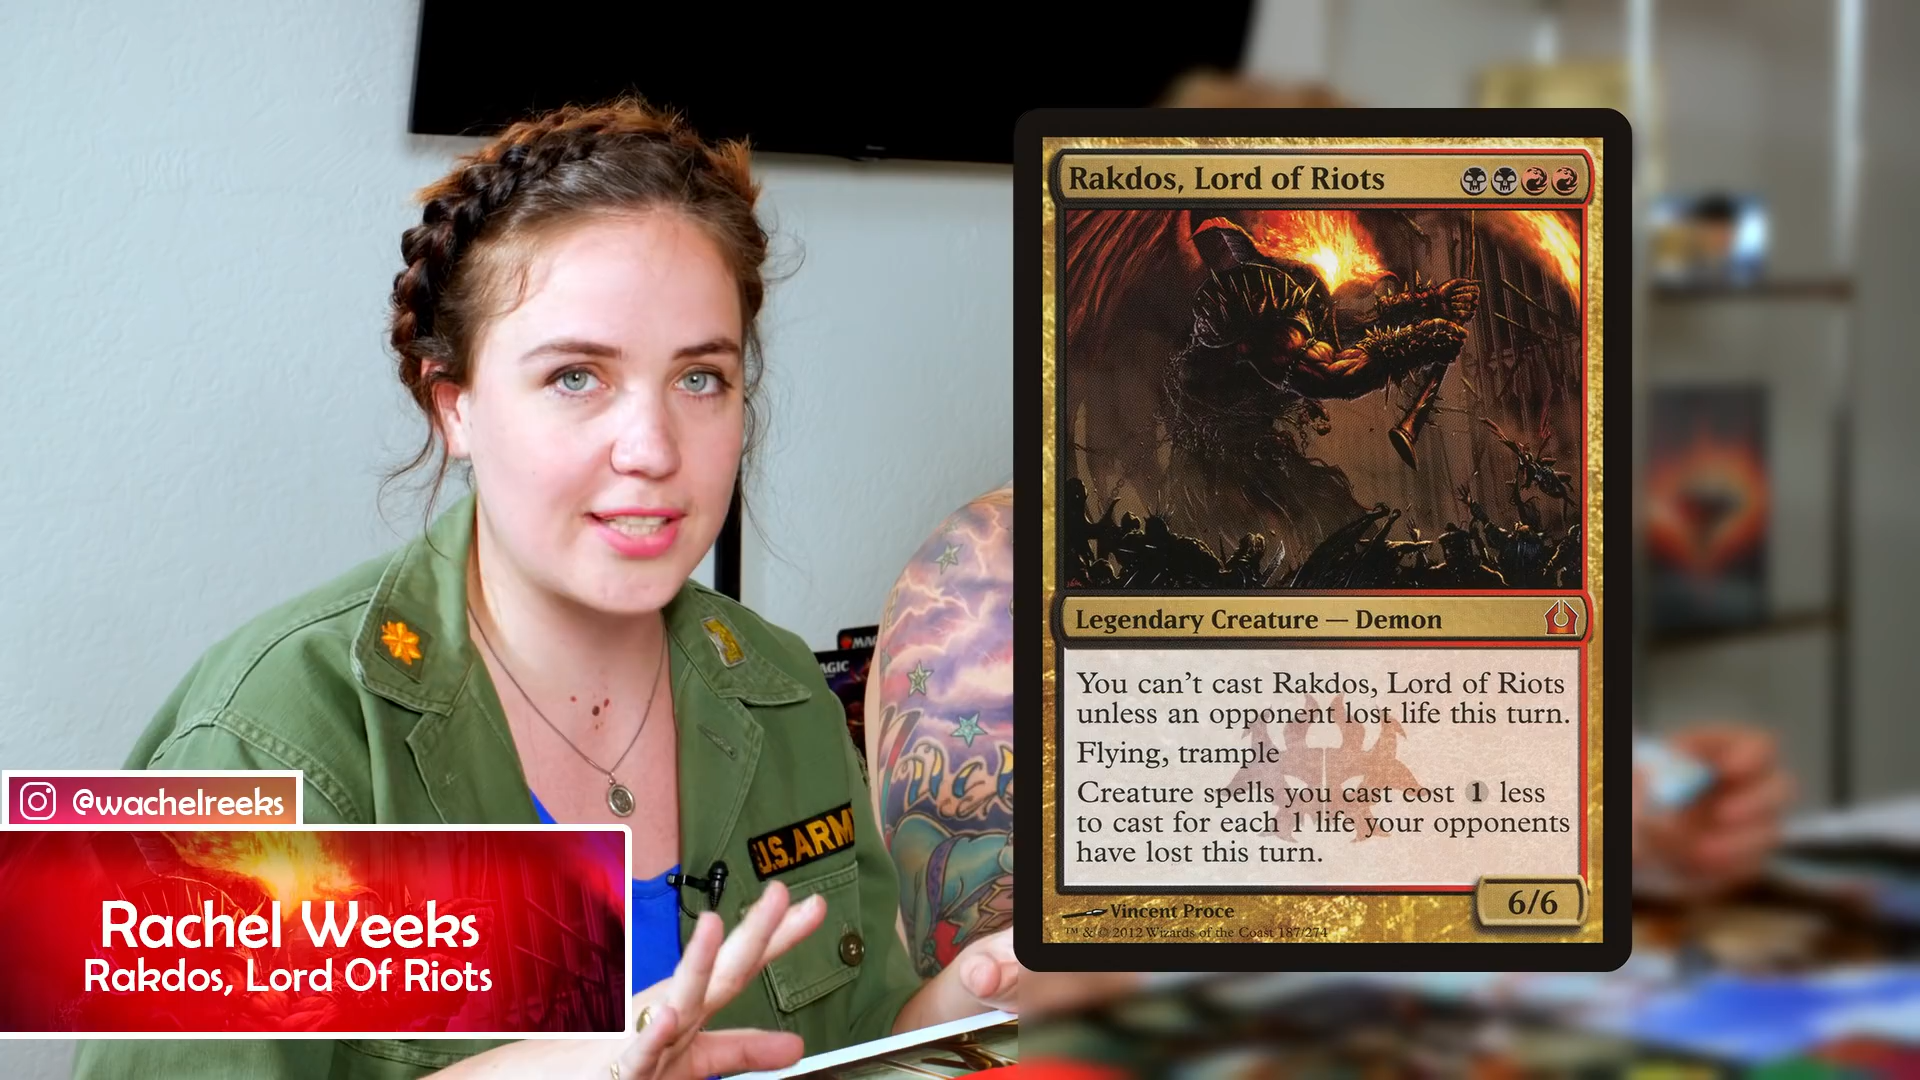 Rakdos, Lord of Riots
Legendary Creature — Demon
You can't cast Rakdos, Lord of Riots
unless an opponent lost life this turn.
Flying, trample
Creature spells you cast cost 1 less
to cast for each 1 life your opponents
have lost this turn.
6/6
Vincent Proce
™ & © 2012 Wizards of the Coast 187/274
MAGIC
U.S. ARM
@wachelreeks
Rachel Weeks
Rakdos, Lord Of Riots